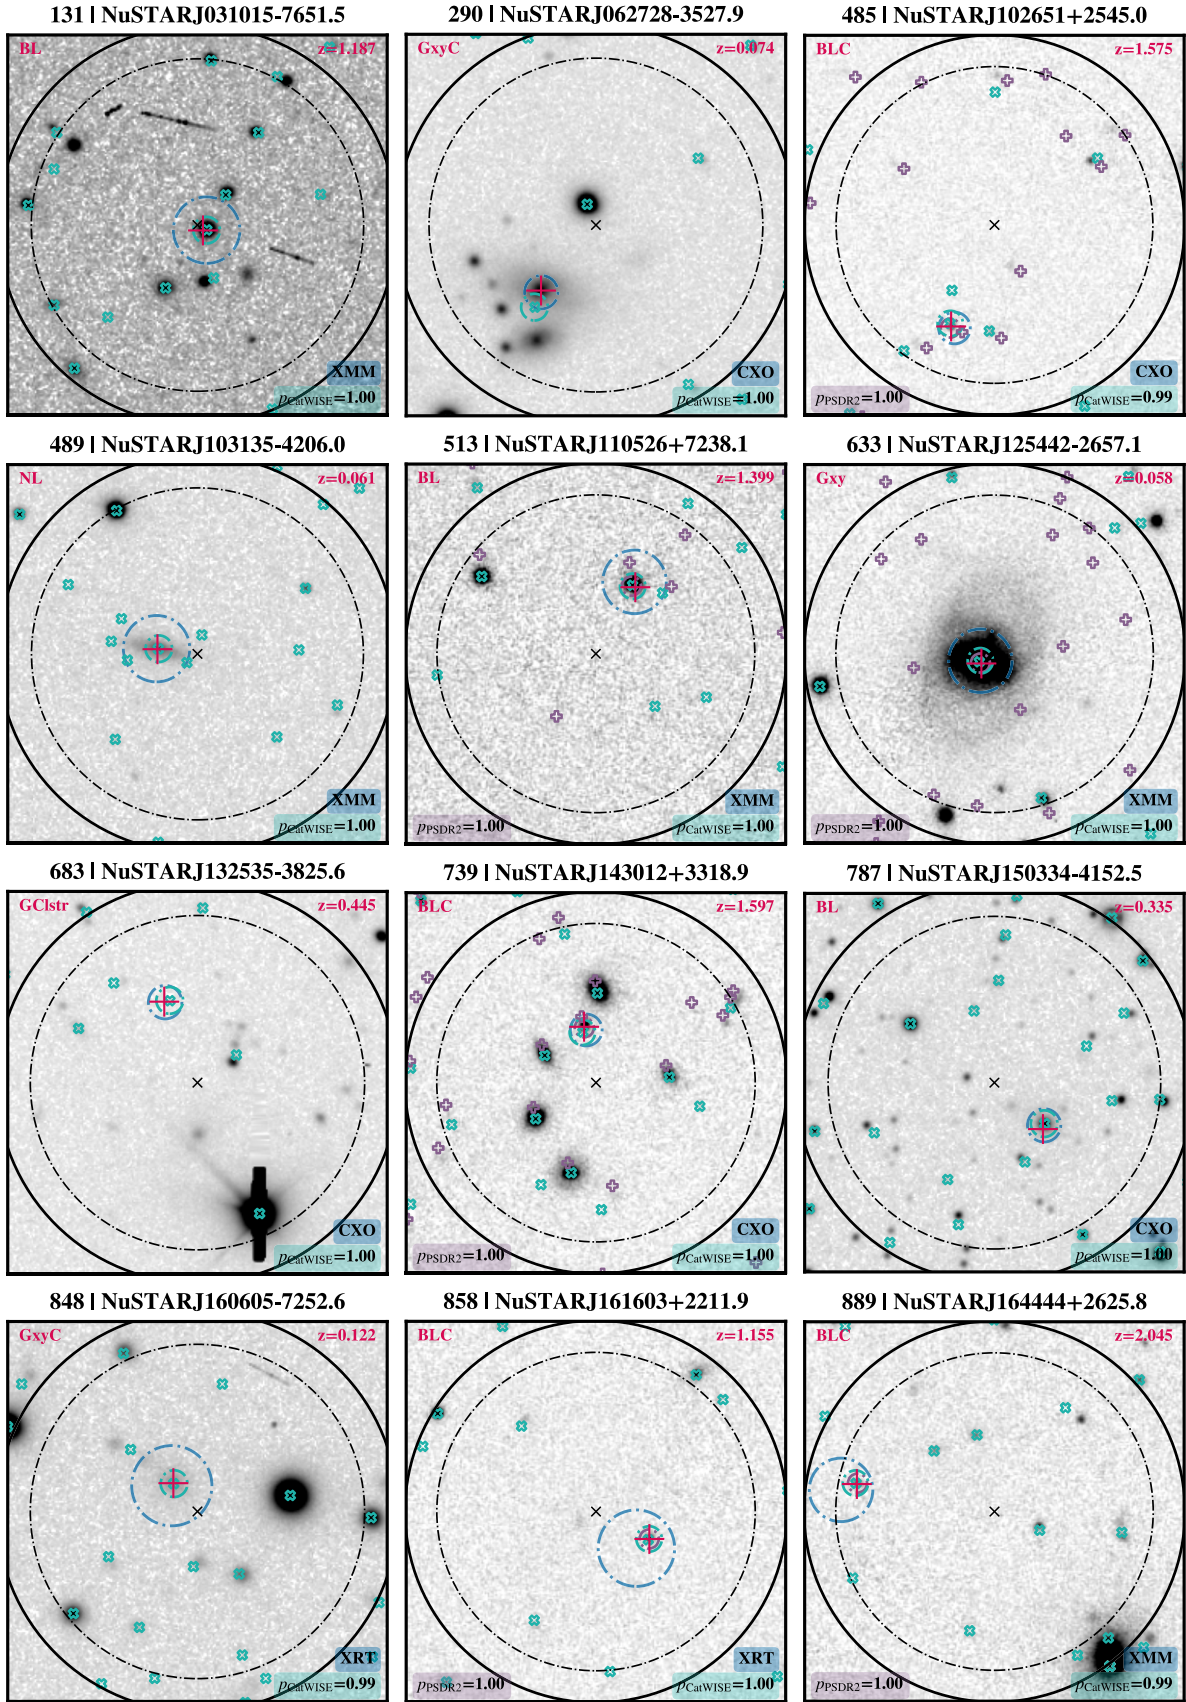 131 | NuSTARJ031015-7651.5
BL z=1.187
XMM
pCatWISE=1.00
290 | NuSTARJ062728-3527.9
GxyC z=0.074
CXO
pCatWISE=1.00
485 | NuSTARJ102651+2545.0
BLC z=1.575
CXO
pPSDR2=1.00 pCatWISE=0.99
489 | NuSTARJ103135-4206.0
NL z=0.061
XMM
pCatWISE=1.00
513 | NuSTARJ110526+7238.1
BL z=1.399
XMM
pPSDR2=1.00 pCatWISE=1.00
633 | NuSTARJ125442-2657.1
Gxy z=0.058
XMM
pPSDR2=1.00 pCatWISE=1.00
683 | NuSTARJ132535-3825.6
GClstr z=0.445
CXO
pCatWISE=1.00
739 | NuSTARJ143012+3318.9
BLC z=1.597
CXO
pPSDR2=1.00 pCatWISE=1.00
787 | NuSTARJ150334-4152.5
BL z=0.335
CXO
pCatWISE=1.00
848 | NuSTARJ160605-7252.6
GxyC z=0.122
XRT
pCatWISE=0.99
858 | NuSTARJ161603+2211.9
BLC z=1.155
XRT
pPSDR2=1.00 pCatWISE=1.00
889 | NuSTARJ164444+2625.8
BLC z=2.045
XMM
pPSDR2=1.00 pCatWISE=0.99